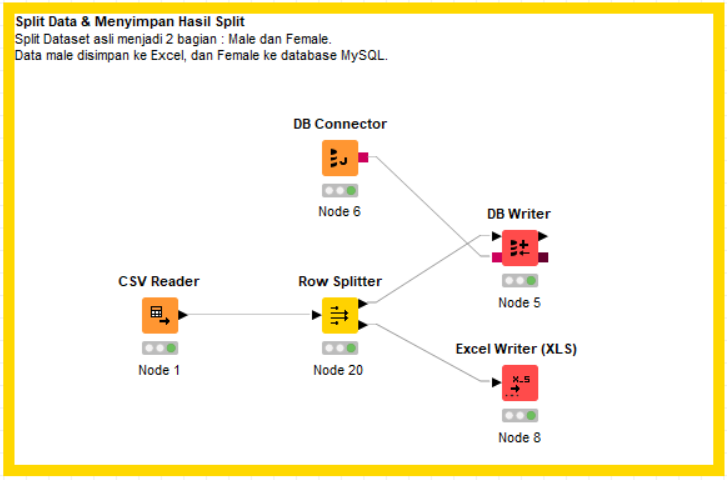 Split Data & Menyimpan Hasil Split
Split Dataset asli menjadi 2 bagian : Male dan Female.
Data male disimpan ke Excel, dan Female ke database MySQL.
DB Connector
Node 6
DB Writer
Node 5
CSV Reader
Node 1
Row Splitter
Node 20
Excel Writer (XLS)
XLS
Node 8